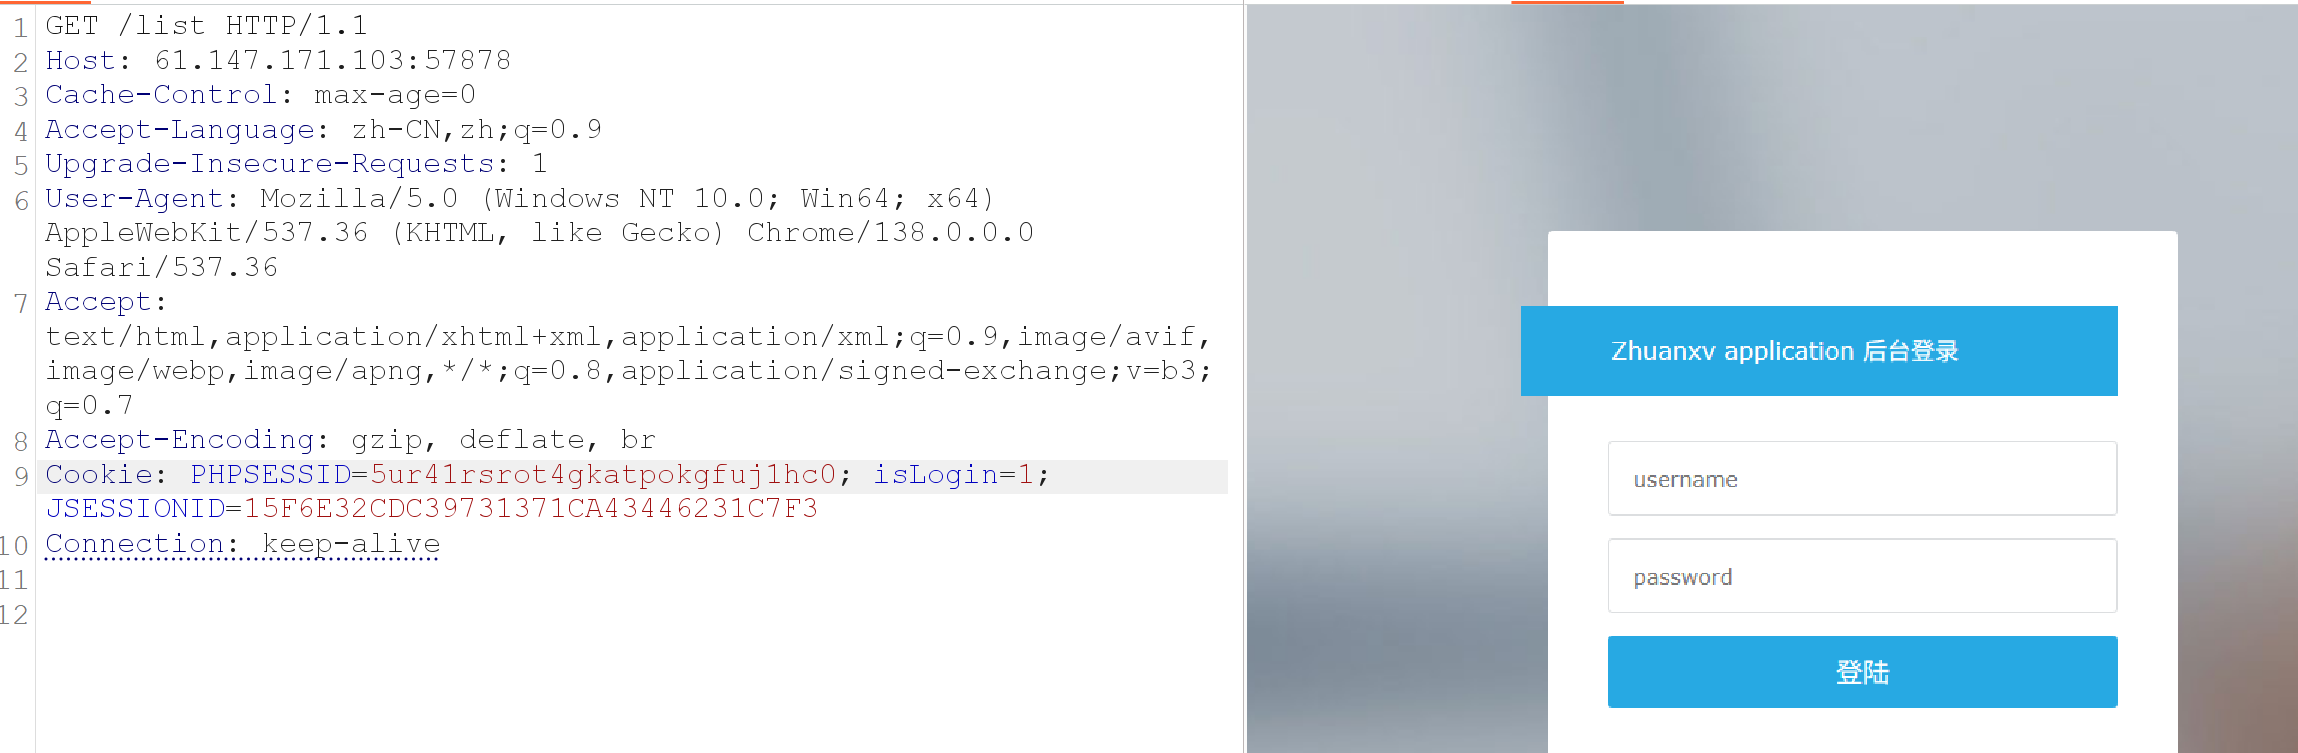 1 GET /list HTTP/1.1
2 Host: 61.147.171.103:57878
3 Cache-Control: max-age=0
4 Accept-Language: zh-CN,zh;q=0.9
5 Upgrade-Insecure-Requests: 1
6 User-Agent: Mozilla/5.0 (Windows NT 10.0; Win64; x64)
AppleWebKit/537.36 (KHTML, like Gecko) Chrome/138.0.0.0
Safari/537.36
7 Accept:
text/html,application/xhtml+xml,application/xml;q=0.9,image/avif,
image/webp,image/apng,*/*;q=0.8,application/signed-exchange;v=b3;
q=0.7
8 Accept-Encoding: gzip, deflate, br
9 Cookie: PHPSESSID=5ur41rsrot4gkatpokgfuj1hc0; isLogin=1;
JSESSIONID=15F6E32CDC39731371CA43446231C7F3
10 Connection: keep-alive
11
12
Zhuanxv application 后台登录
username
password
登陆